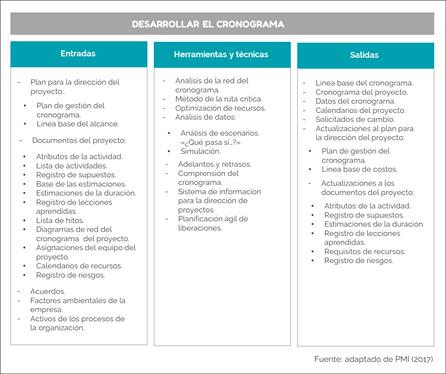 DESARROLLAR EL CRONOGRAMA
Entradas
- Plan para la dirección del
proyecto:
• Plan de gestión del
cronograma.
• Línea base del alcance.
- Documentos del proyecto:
• Atributos de la actividad.
• Lista de actividades.
• Registro de supuestos.
• Base de las estimaciones.
• Estimaciones de la duración.
• Registro de lecciones
aprendidas.
• Lista de hitos.
• Diagramas de red del
cronograma del proyecto.
• Asignaciones del equipo del
proyecto.
• Calendarios de recursos.
• Registro de riesgos.
- Acuerdos.
- Factores ambientales de la
empresa.
- Activos de los procesos de
la organización.
Herramientas y técnicas
- Análisis de la red del
cronograma.
- Método de la ruta crítica.
- Optimización de recursos.
- Análisis de datos:
• Análisis de escenarios.
«¿Qué pasa si…?»
• Simulación.
- Adelantos y retrasos.
- Comprensión del
cronograma.
- Sistema de información
para la dirección de
proyectos
- Planificación ágil de
liberaciones.
Salidas
- Línea base del cronograma.
- Cronograma del proyecto.
- Datos del cronograma.
- Calendarios del proyecto.
- Solicitados de cambio.
- Actualizaciones al plan para
la dirección del proyecto:
• Plan de gestión del
cronograma.
• Línea base de costos.
- Actualizaciones a los
documentos del proyecto:
• Atributos de la actividad.
• Registro de supuestos.
• Estimaciones de la duración.
• Registro de lecciones
aprendidas.
• Requisitos de recursos.
• Registro de riesgos.
Fuente: adaptado de PMI (2017)